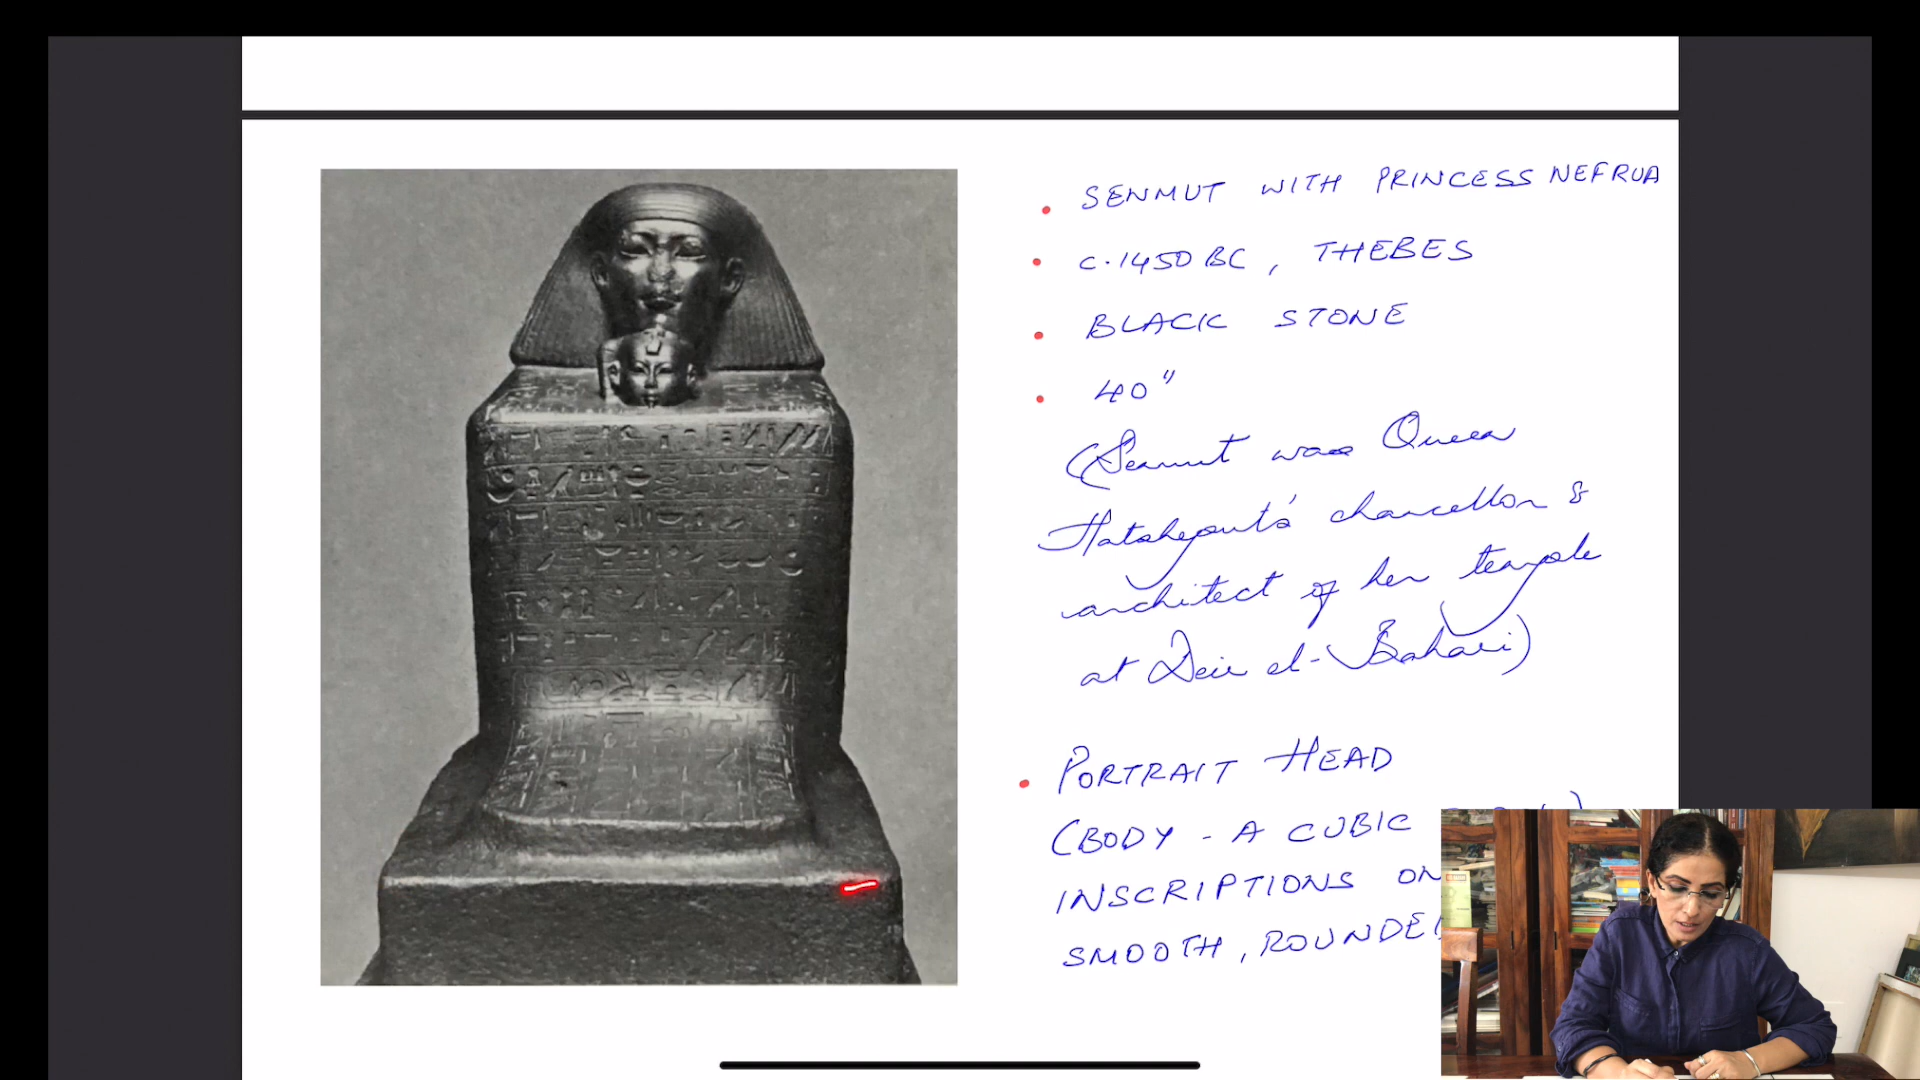 SENMUT WITH PRINCESS NEFRUA
c.1450 BC, THEBES
BLACK STONE
40"
(Senmut was Queen
Hatshepsut's chancellor &
architect of her temple
at Deir el-Bahari)
PORTRAIT HEAD
(BODY - A CUBIC
INSCRIPTIONS ON
SMOOTH, ROUNDED